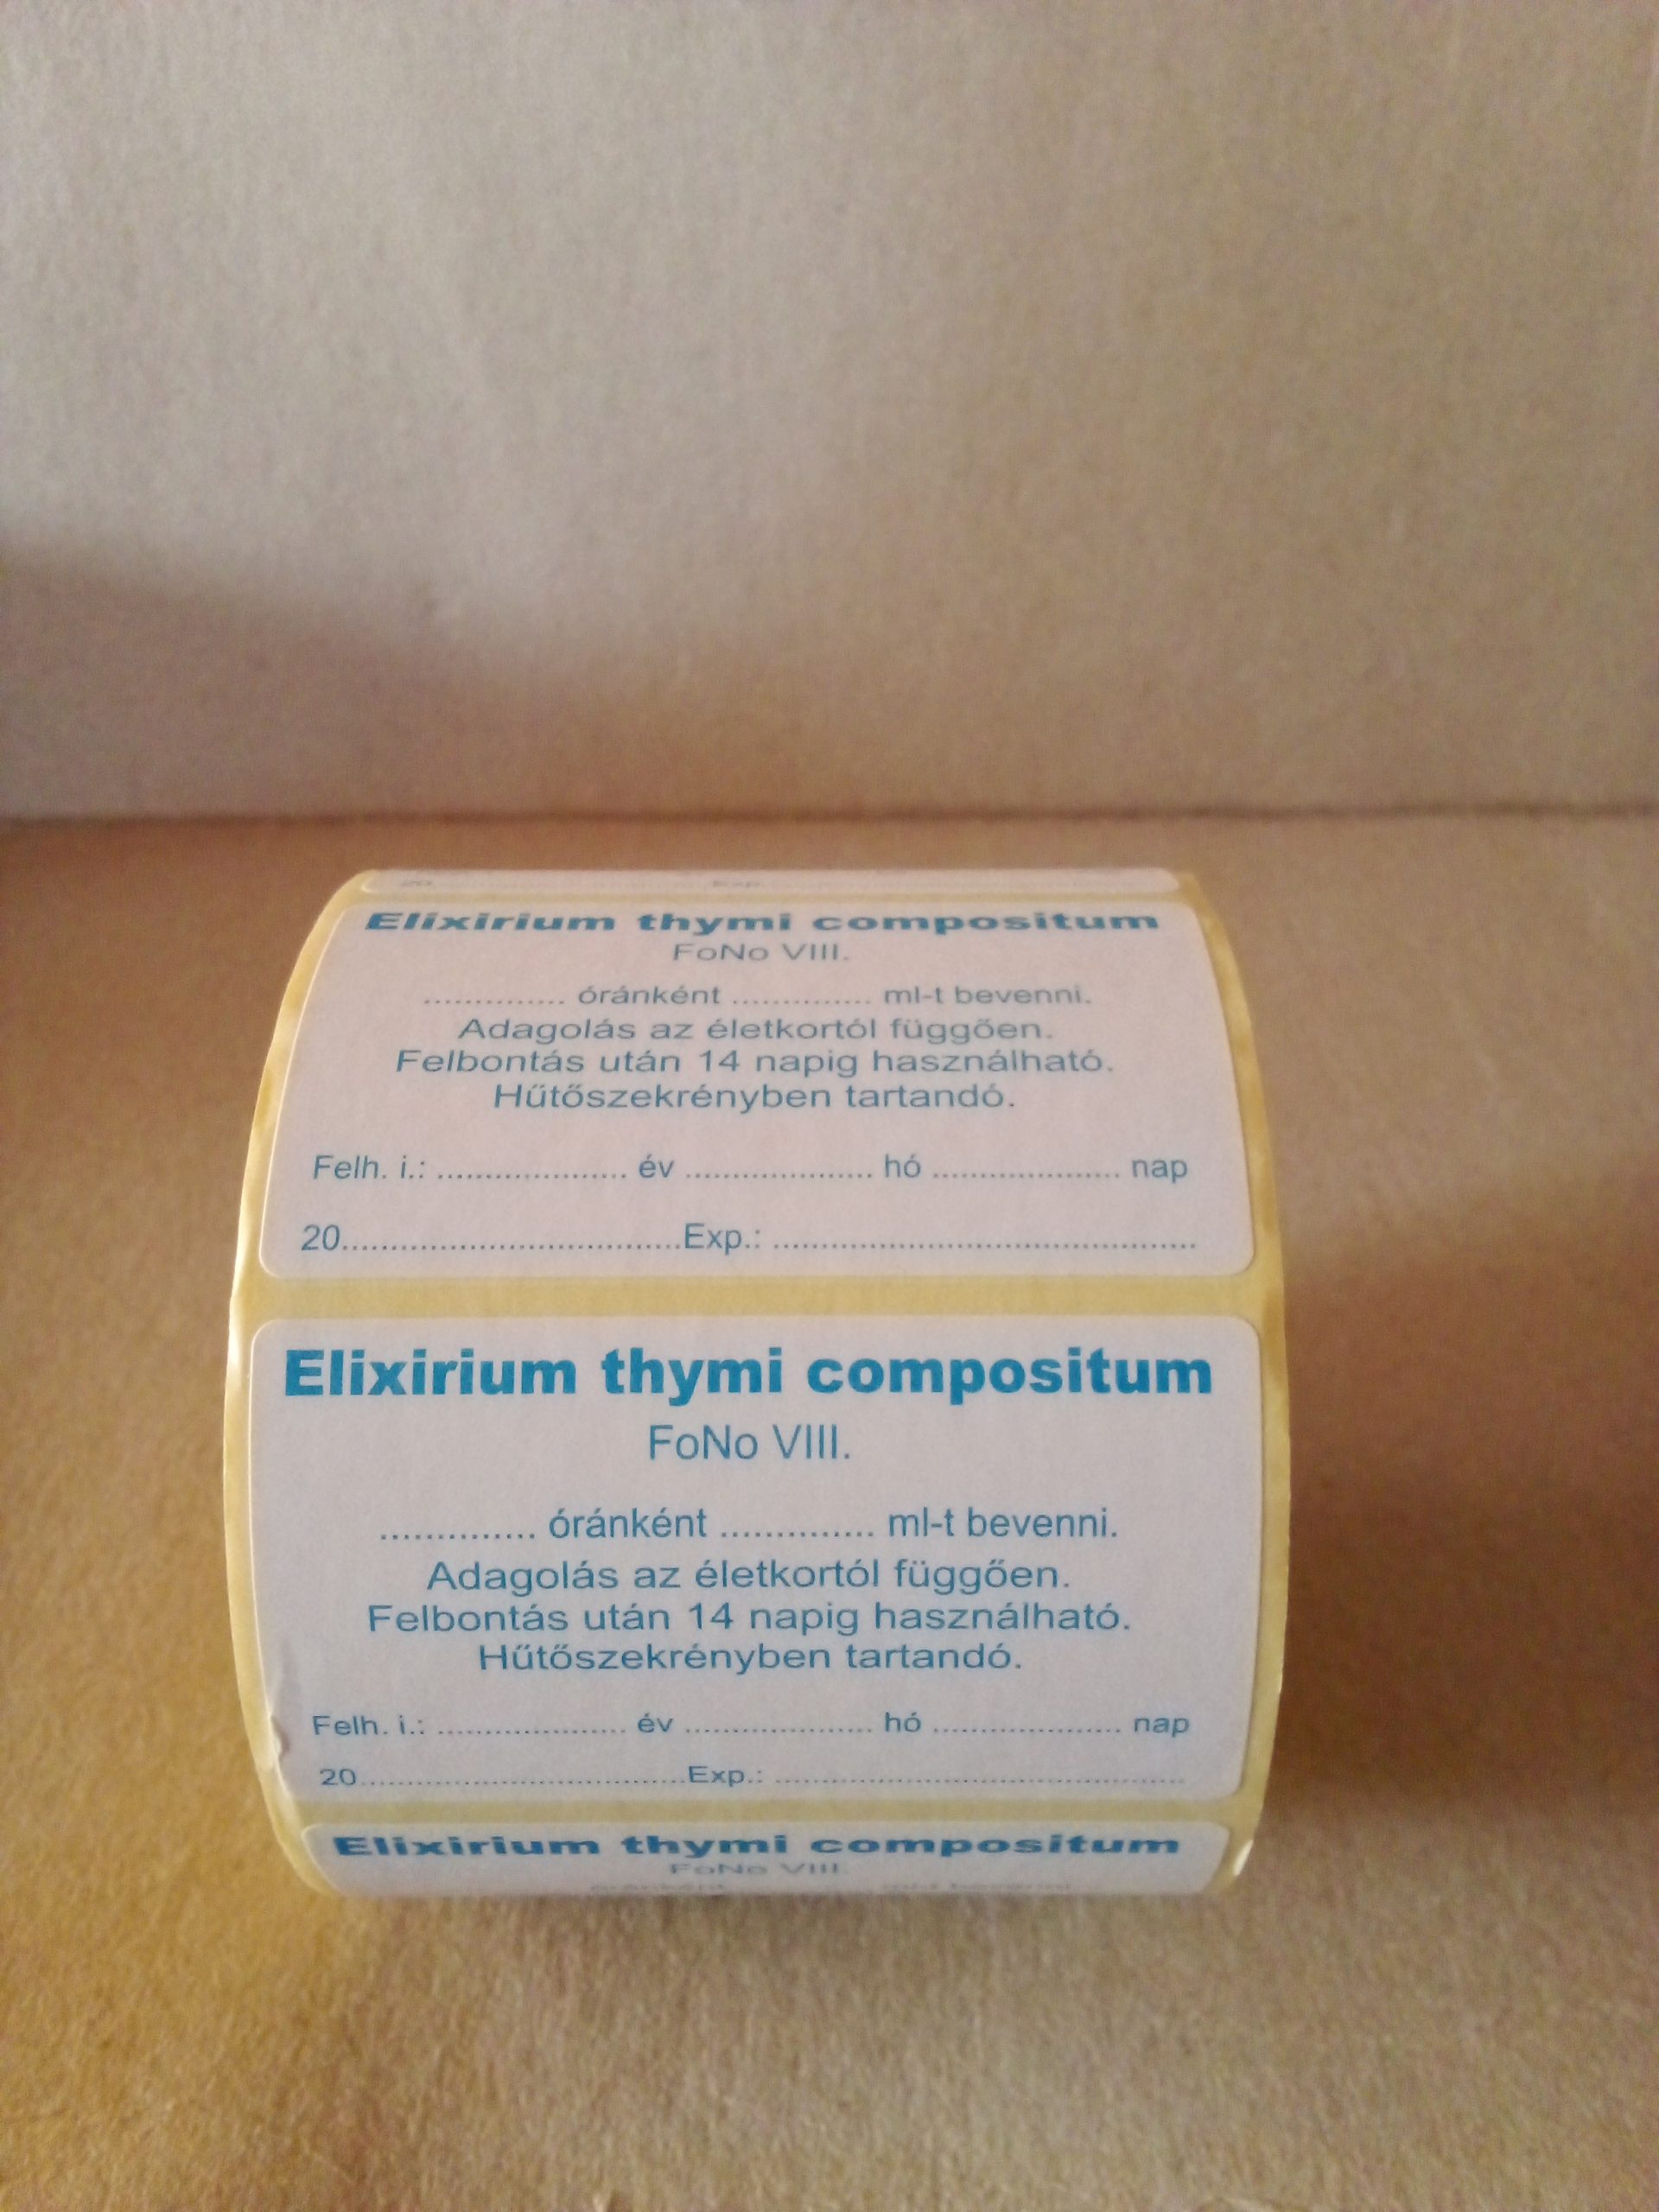 Elixirium thymi compositum
FoNo VIII.
.............. óránként .............. ml-t bevenni.
Adagolás az életkortól függően.
Felbontás után 14 napig használható.
Hűtőszekrényben tartandó.
Felh. i.: .................... év .................... hó .................... nap
20...................................Exp.: ............................................
Elixirium thymi compositum
FoNo VIII.
.............. óránként .............. ml-t bevenni.
Adagolás az életkortól függően.
Felbontás után 14 napig használható.
Hűtőszekrényben tartandó.
Felh. i.: .................... év .................... hó .................... nap
20...................................Exp.: ............................................
Elixirium thymi compositum
FoNo VIII.